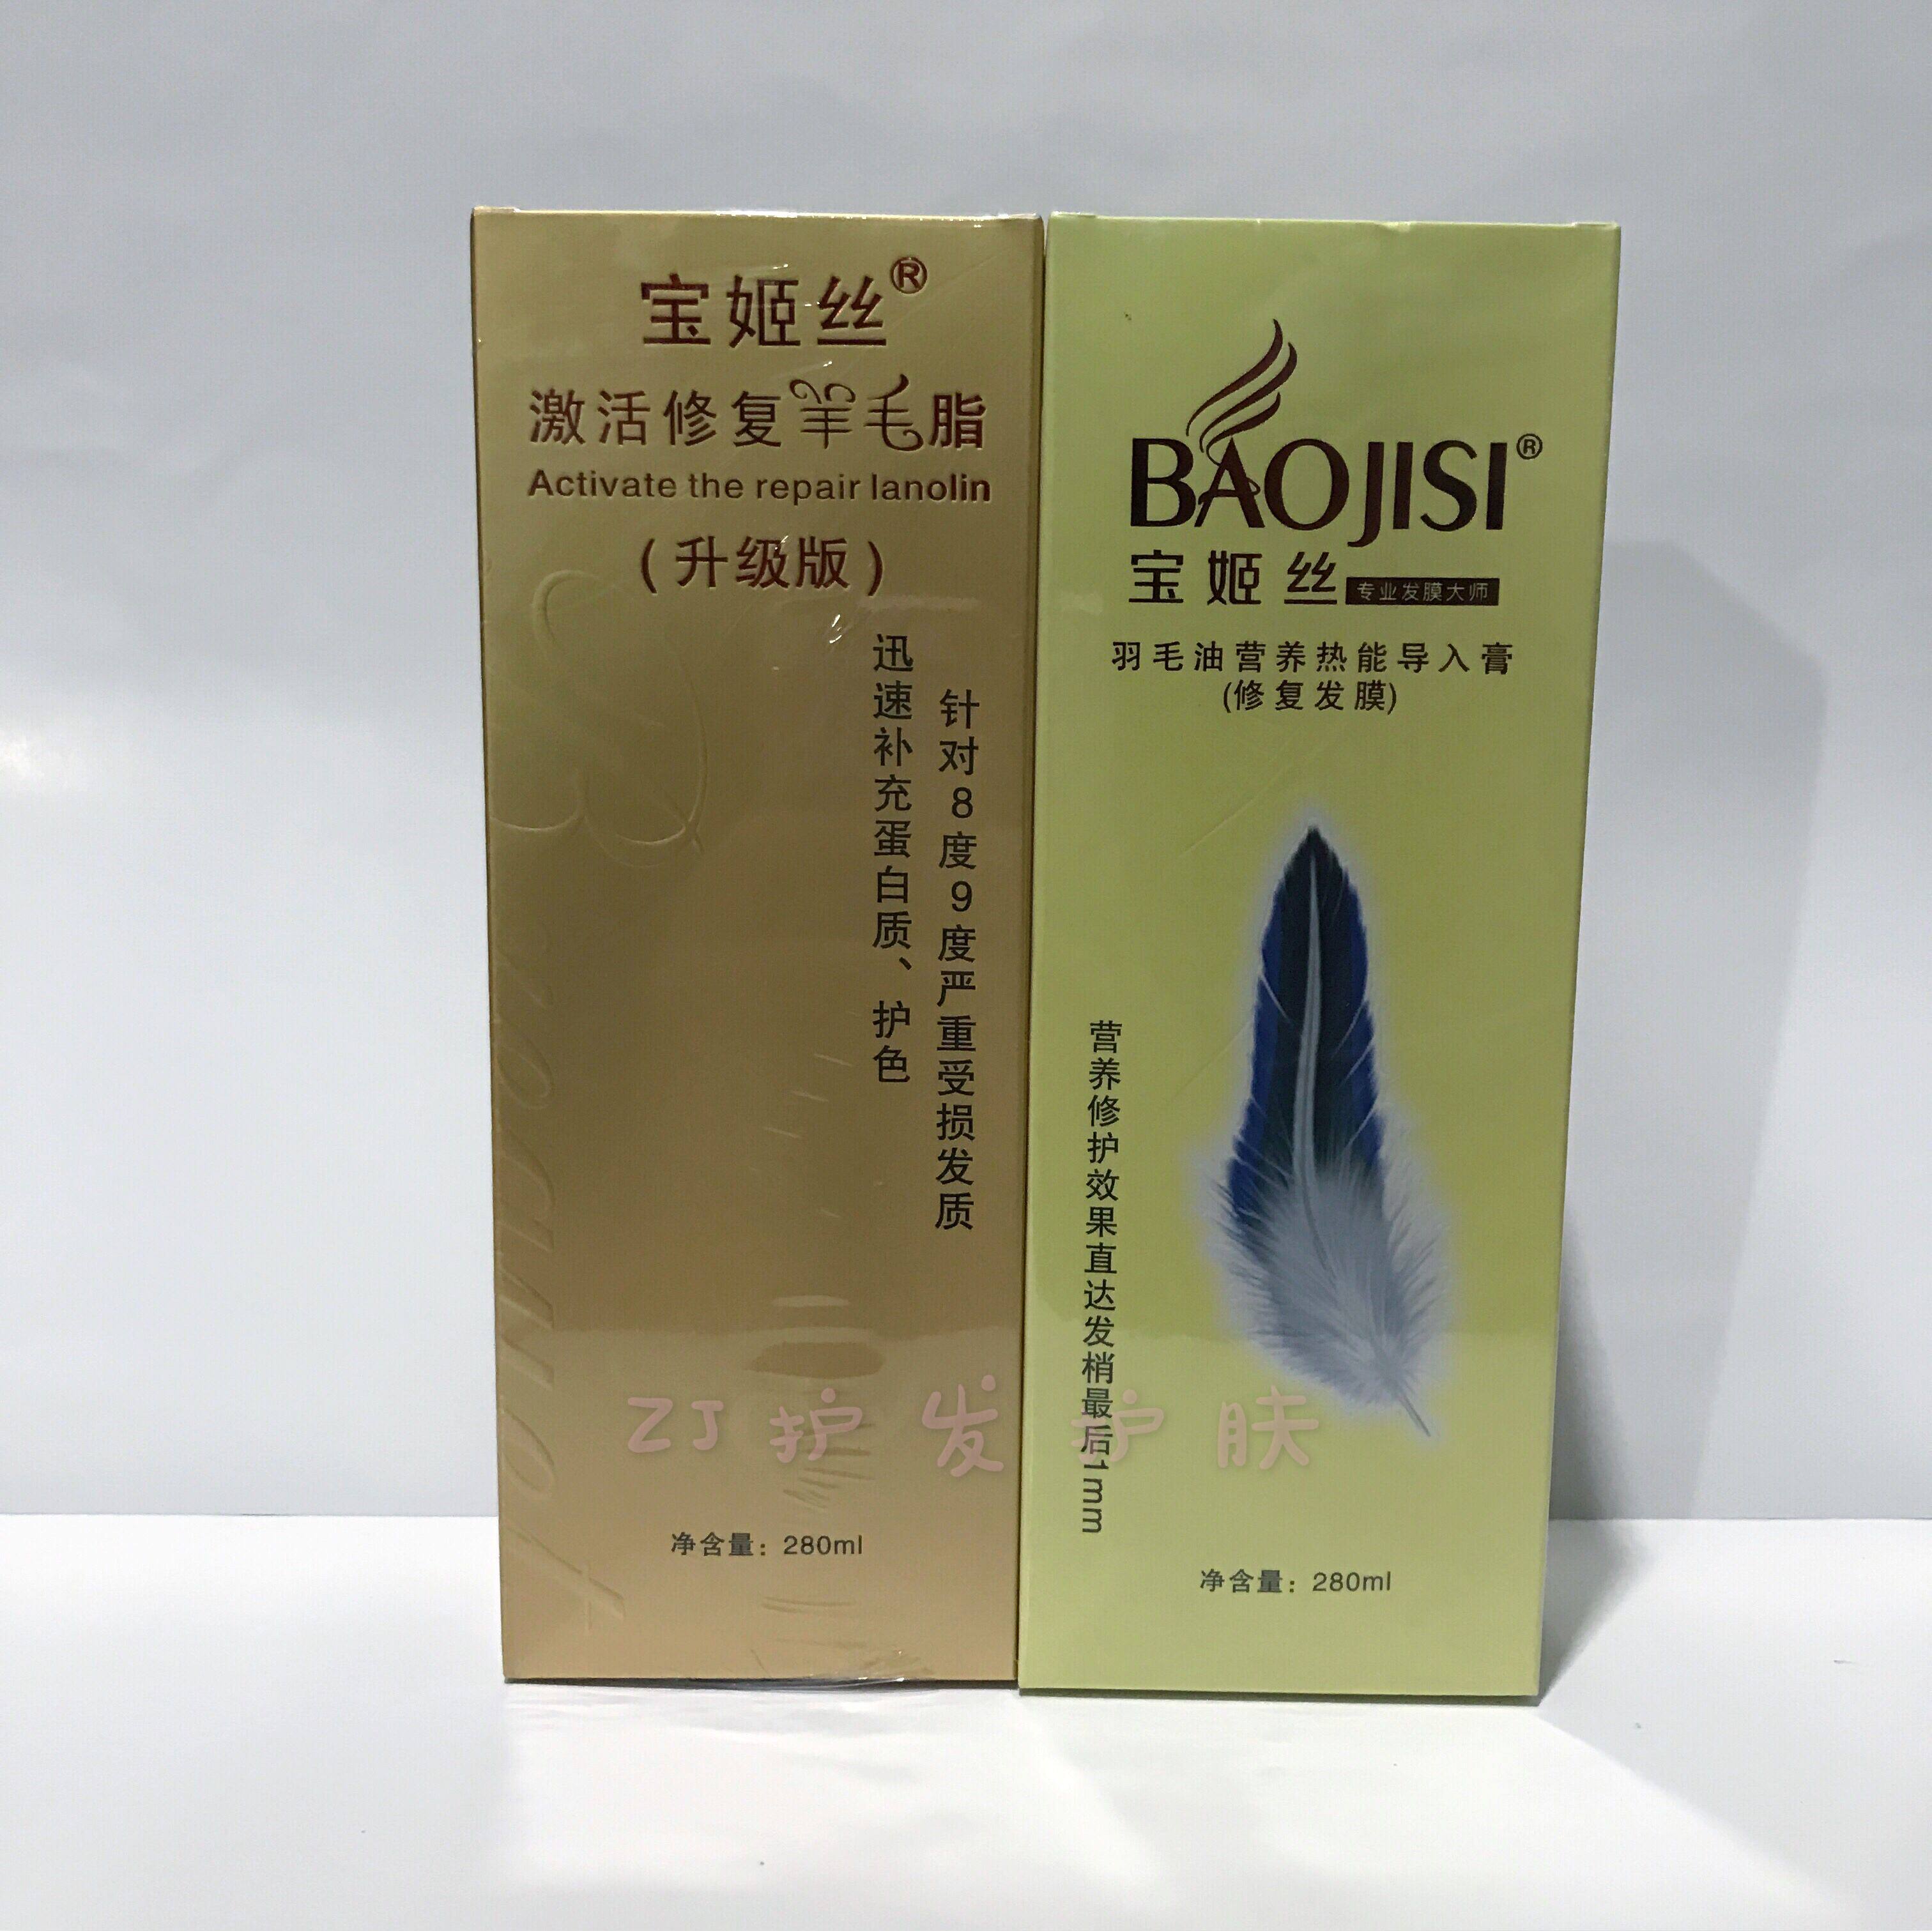 宝姬丝®
激活修复羊毛脂
Activate the repair lanolin
(升级版)
针对8度9度严重受损发质
迅速补充蛋白质、护色
净含量：280ml
BAOJISI®
宝姬丝 专业发膜大师
羽毛油营养热能导入膏
(修复发膜)
营养修护效果直达发梢最后1mm
净含量：280ml
ZJ护发护肤